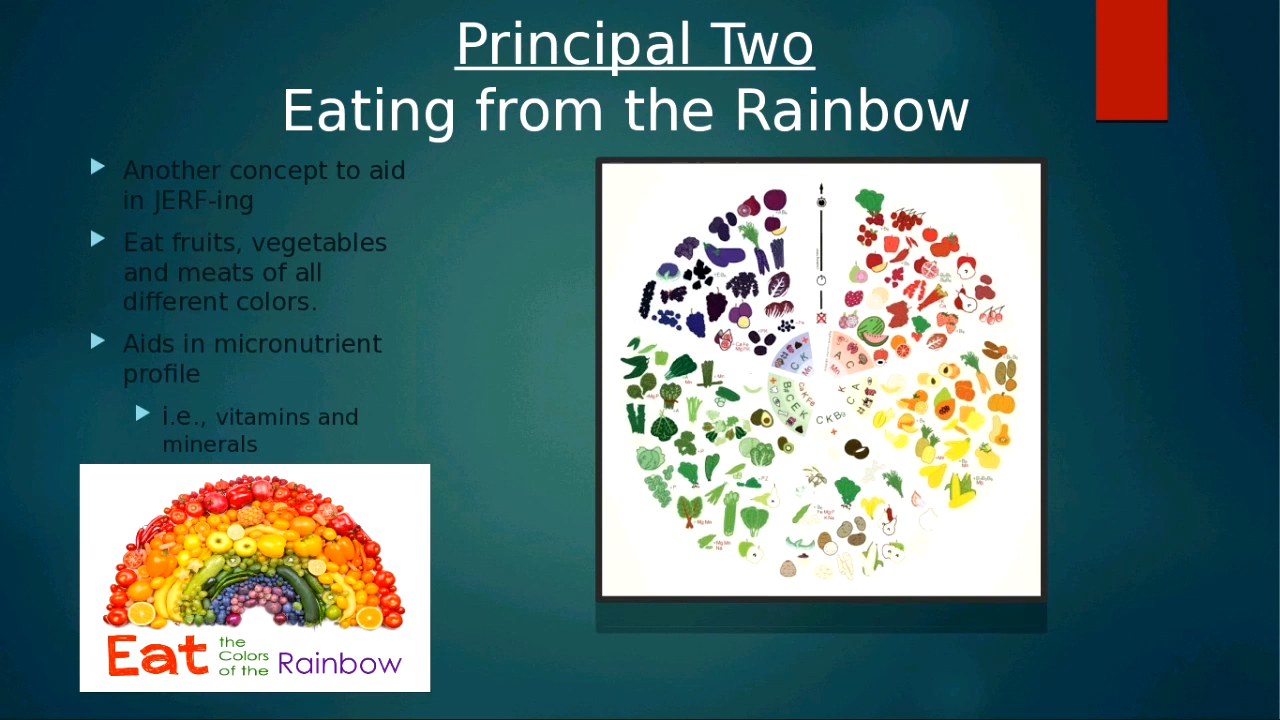 Principal Two
Eating from the Rainbow
Another concept to aid
in JERF-ing
Eat fruits, vegetables
and meats of all
different colors.
Aids in micronutrient
profile
i.e., vitamins and
minerals
Eat the
Colors
of the Rainbow